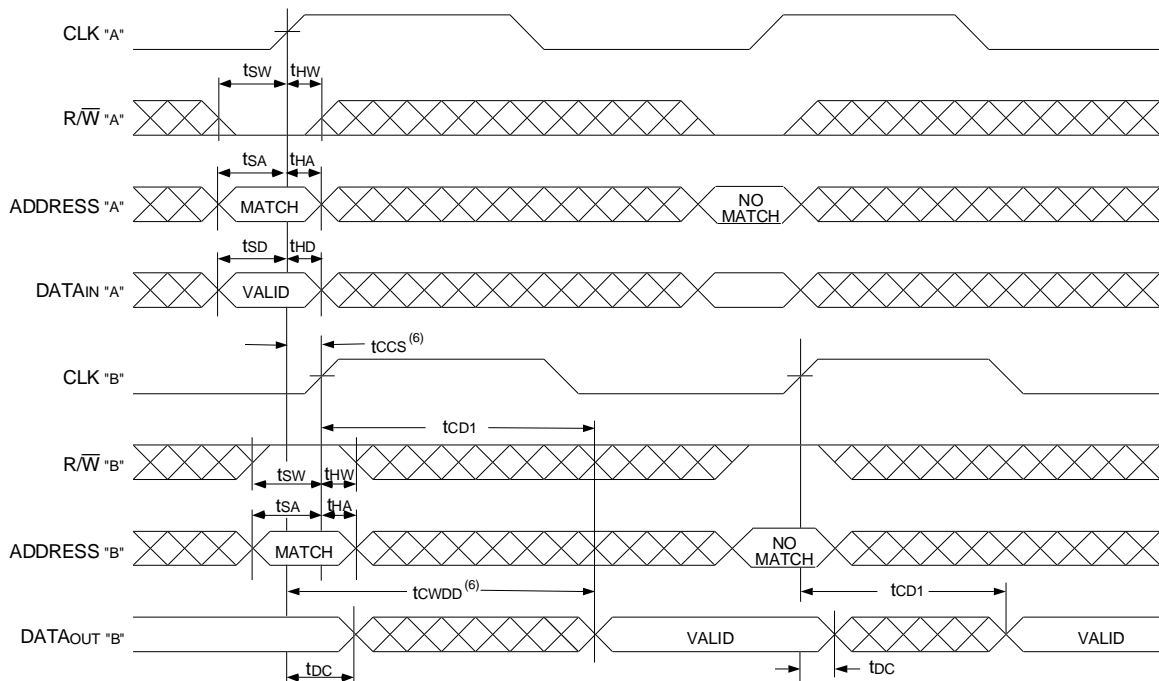 CLK "A"
tSW tHW
R/W̅ "A"
tSA tHA
ADDRESS "A" MATCH NO MATCH
tSD tHD
DATAIN "A" VALID
tCCS (6)
CLK "B"
tCD1
R/W̅ "B"
tSW tHW
tSA tHA
ADDRESS "B" MATCH NO MATCH
tCWDD (6) tCD1
DATAOUT "B" VALID VALID
tDC tDC